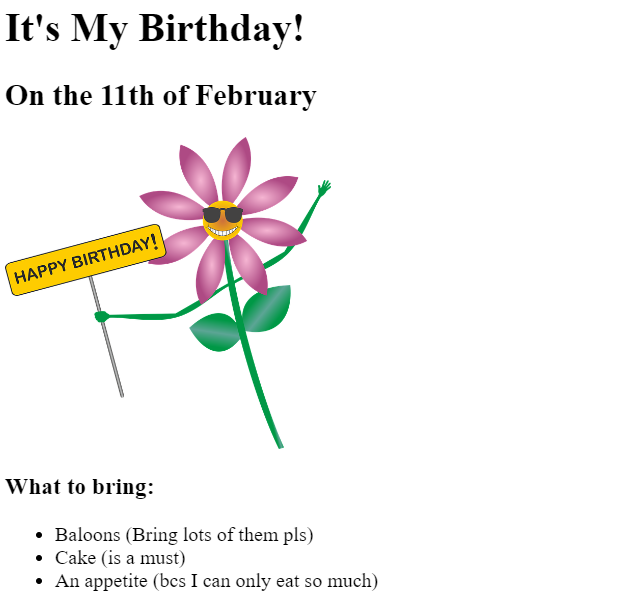 It's My Birthday!
On the 11th of February
HAPPY BIRTHDAY!
What to bring:
Baloons (Bring lots of them pls)
Cake (is a must)
An appetite (bcs I can only eat so much)